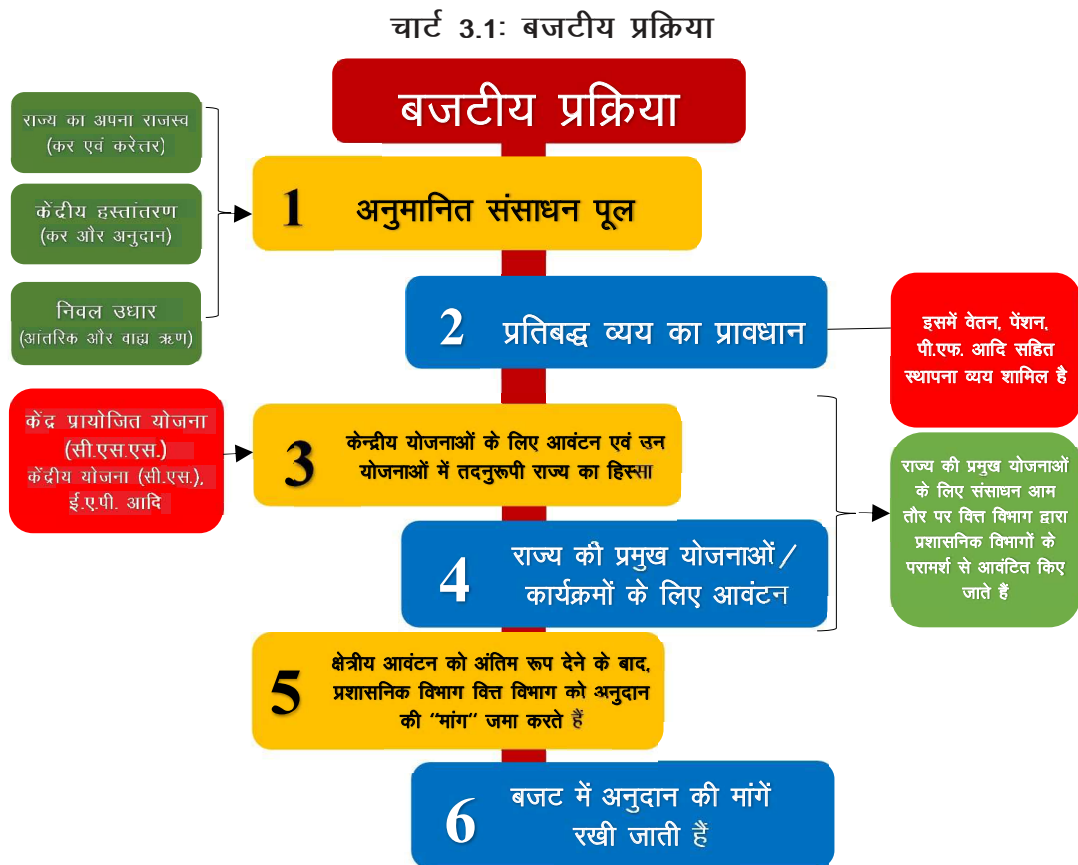 चार्ट 3.1: बजटीय प्रक्रिया
बजटीय प्रक्रिया
राज्य का अपना राजस्व
(कर एवं करेत्तर)
केंद्रीय हस्तांतरण
(कर और अनुदान)
निवल उधार
(आंतरिक और वाह्य ऋण)
1 अनुमानित संसाधन पूल
2 प्रतिबद्ध व्यय का प्रावधान
इसमें वेतन, पेंशन,
पी.एफ. आदि सहित
स्थापना व्यय शामिल है
केंद्र प्रायोजित योजना
(सी.एस.एस.)
केंद्रीय योजना (सी.एस.),
ई.ए.पी. आदि
3 केन्द्रीय योजनाओं के लिए आवंटन एवं उन
योजनाओं में तदनुरूपी राज्य का हिस्सा
4 राज्य की प्रमुख योजनाओं/
कार्यक्रमों के लिए आवंटन
राज्य की प्रमुख योजनाओं
के लिए संसाधन आम
तौर पर वित्त विभाग द्वारा
प्रशासनिक विभागों के
परामर्श से आवंटित किए
जाते हैं
5 क्षेत्रीय आवंटन को अंतिम रूप देने के बाद,
प्रशासनिक विभाग वित्त विभाग को अनुदान
की “मांग” जमा करते हैं
6 बजट में अनुदान की मांगें
रखी जाती हैं